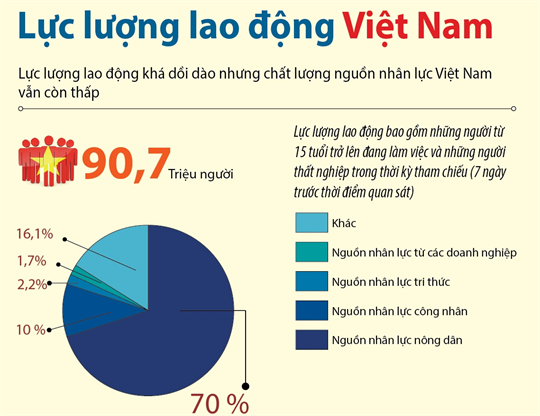 Lực lượng lao động Việt Nam
Lực lượng lao động khá dồi dào nhưng chất lượng nguồn nhân lực Việt Nam
vẫn còn thấp
90,7 Triệu người
Lực lượng lao động bao gồm những người từ
15 tuổi trở lên đang làm việc và những người
thất nghiệp trong thời kỳ tham chiếu (7 ngày
trước thời điểm quan sát)
16,1%
1,7%
2,2%
10 %
70 %
Khác
Nguồn nhân lực từ các doanh nghiệp
Nguồn nhân lực tri thức
Nguồn nhân lực công nhân
Nguồn nhân lực nông dân